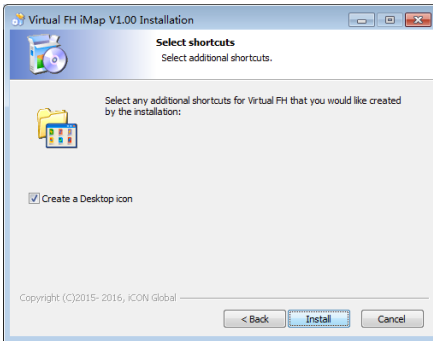 Virtual FH iMap V1.00 Installation
Select shortcuts
Select additional shortcuts.
Select any additional shortcuts for Virtual FH that you would like created
by the installation:
Create a Desktop icon
Copyright (C)2015- 2016, iCON Global
< Back
Install
Cancel